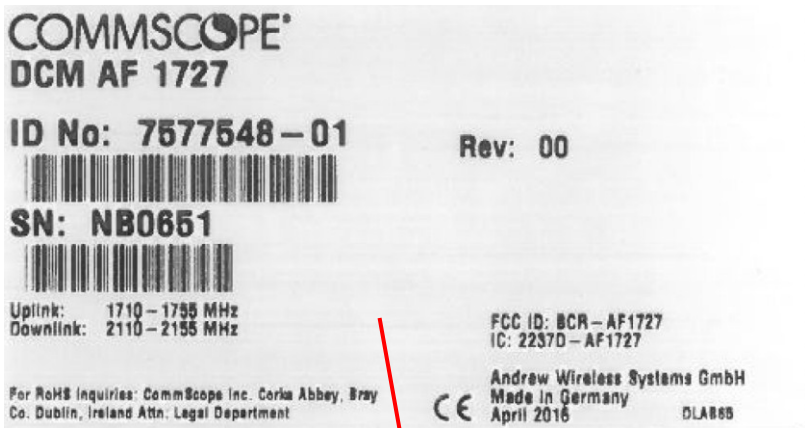 COMMSCOPE®
DCM AF 1727
ID No: 7577548-01
Rev: 00
SN: NB0651
Uplink: 1710-1755 MHz
Downlink: 2110-2155 MHz
FCC ID: BCR-AF1727
IC: 2237D-AF1727
For RoHS inquiries: CommScope Inc. Corke Abbey, Bray
Co. Dublin, Ireland Attn: Legal Department
Andrew Wireless Systems GmbH
Made in Germany
CE April 2016